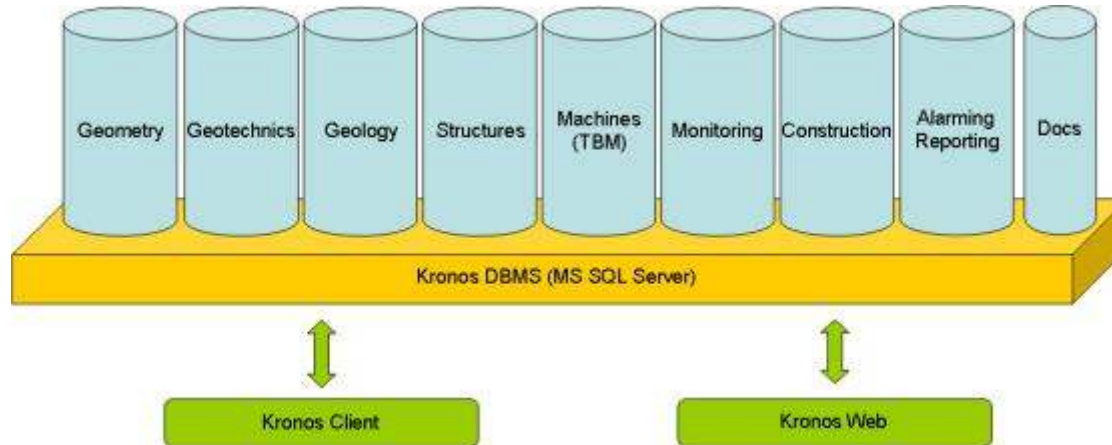 Geometry
Geotechnics
Geology
Structures
Machines
(TBM)
Monitoring
Construction
Alarming
Reporting
Docs
Kronos DBMS (MS SQL Server)
Kronos Client
Kronos Web